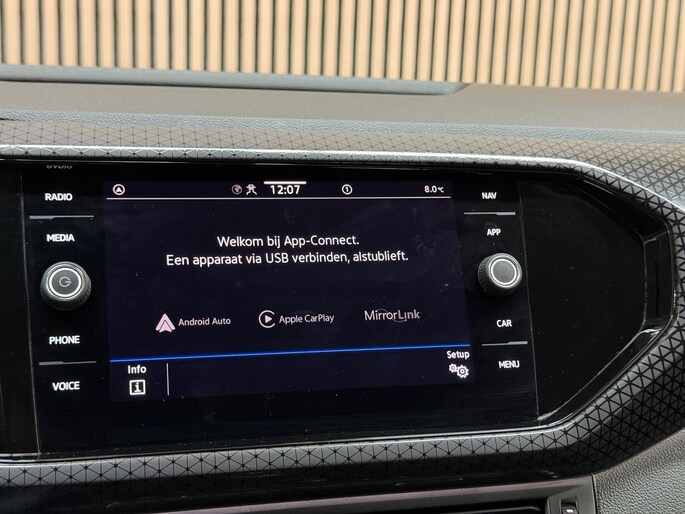 RADIO
MEDIA
PHONE
VOICE
12:07
1
8.0°C
Welkom bij App-Connect.
Een apparaat via USB verbinden, alstublieft.
Android Auto
Apple CarPlay
MirrorLink
Info
Setup
NAV
APP
CAR
MENU